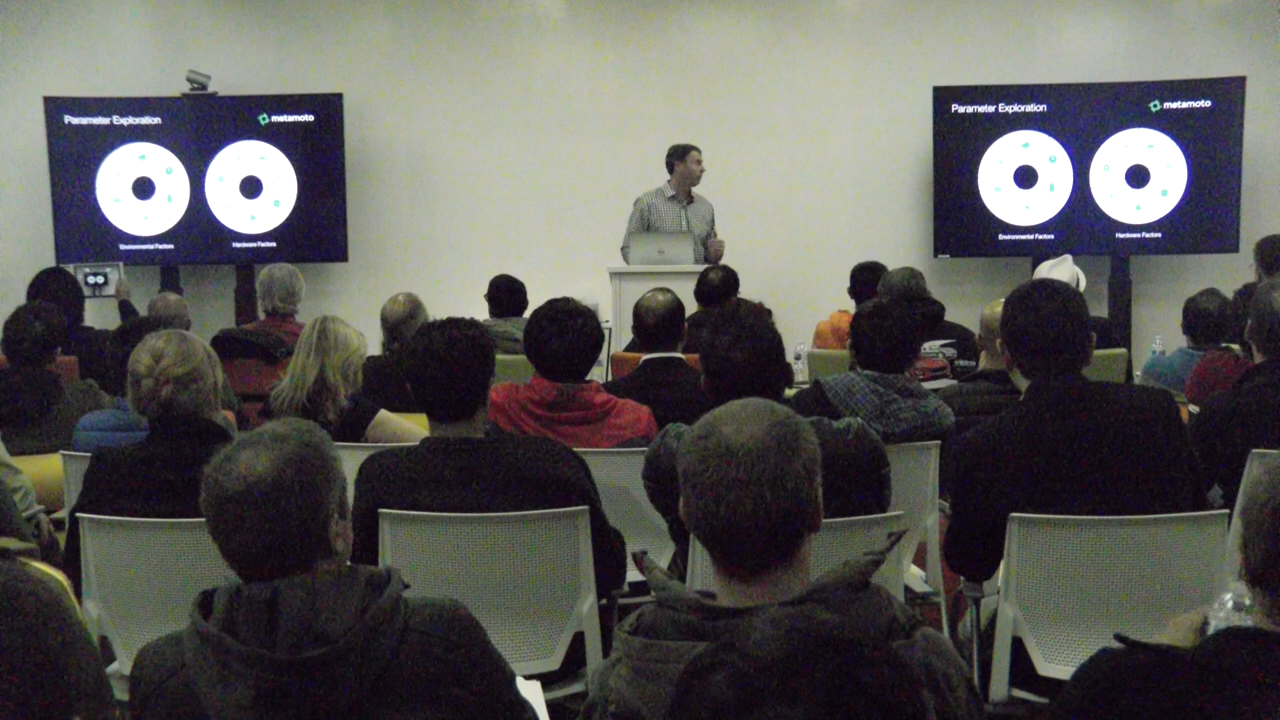 Parameter Exploration
metamoto
Environmental Factors
Hardware Factors
Parameter Exploration
metamoto
Environmental Factors
Hardware Factors